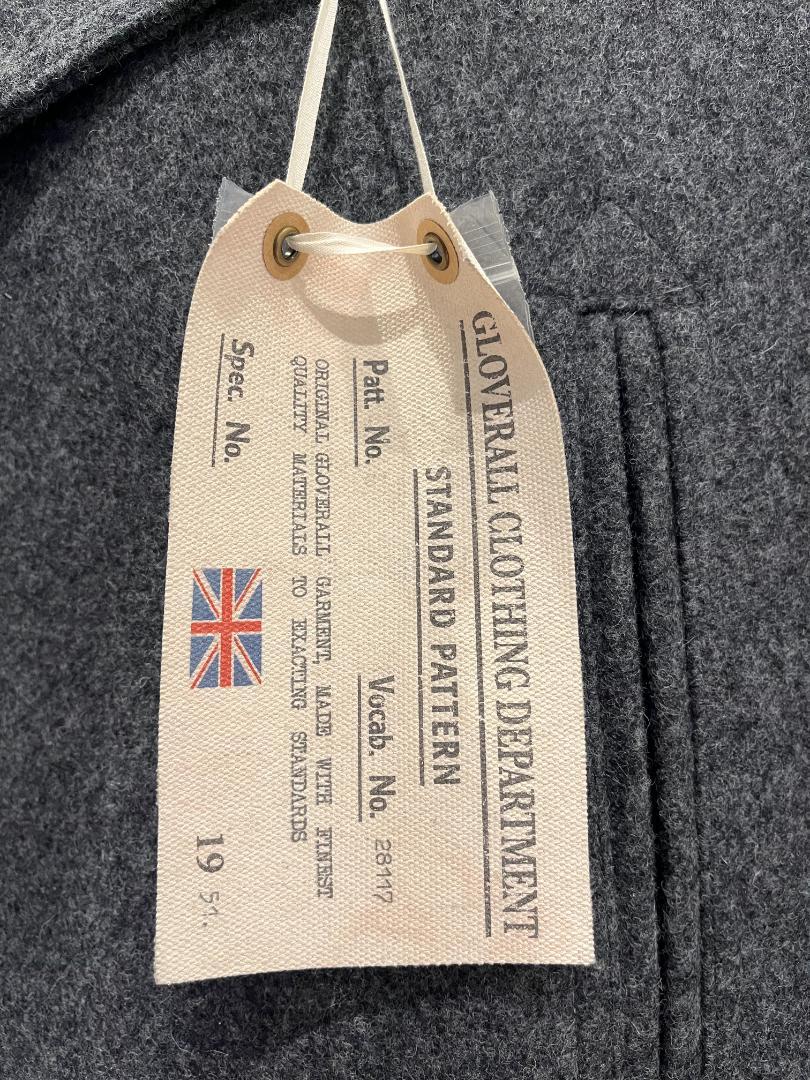 GLOVERALL CLOTHING DEPARTMENT
STANDARD PATTERN
Patt. No. Vocab. No. 28117
ORIGINAL GLOVERALL GARMENT, MADE WITH FINEST
QUALITY MATERIALS TO EXACTING STANDARDS
Spec. No. 19 51.